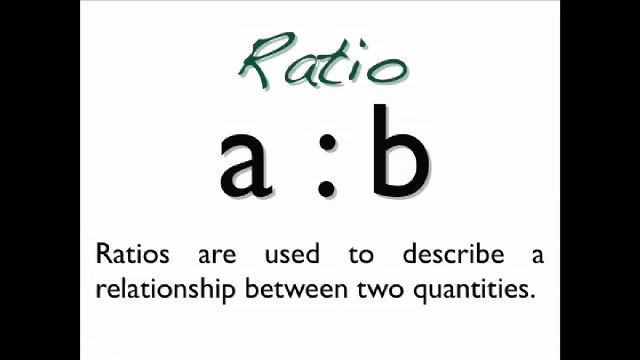 Ratio
a : b
Ratios are used to describe a
relationship between two quantities.